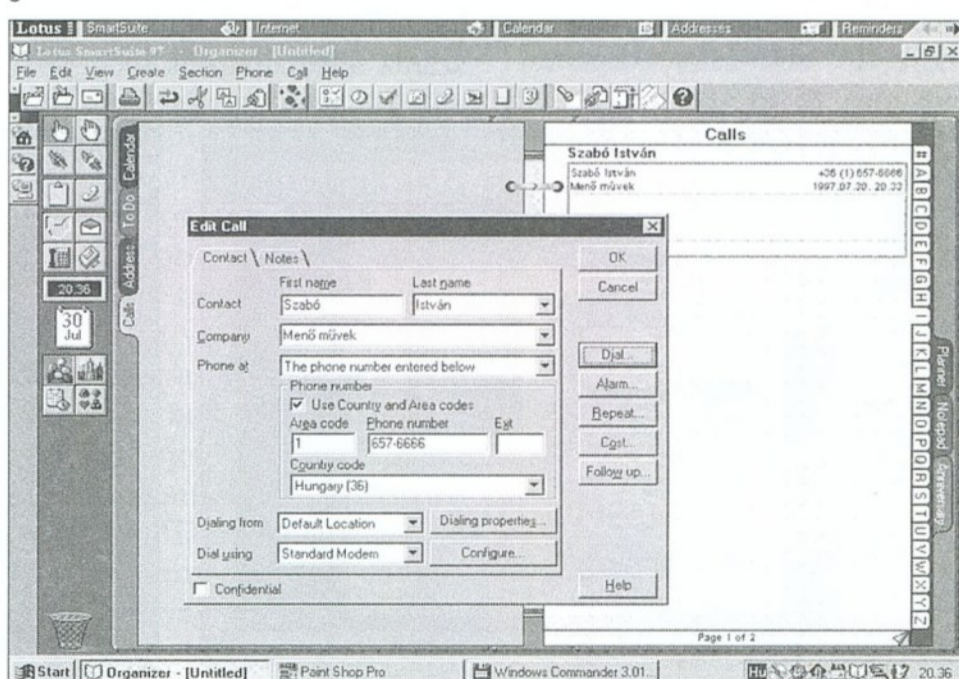 Lotus SmartSuite Internet Calendar Addresses Reminders
Lotus SmartSuite 97 - Organizer - [Untitled]
File Edit View Create Section Phone Call Help
Calendar
To Do
Address
Calls
20.36
30
Jul
Calls
Szabó István
Szabó István +36 (1) 657-6666
Menő művek 1997.07.30. 20.33
Edit Call
Contact Notes
First name Last name
Contact Szabó István
Company Menő művek
Phone at The phone number entered below
Phone number
Use Country and Area codes
Area code Phone number Ext
1 657-6666
Country code
Hungary (36)
Dialing from Default Location Dialing properties...
Dial using Standard Modem Configure...
Confidential
OK
Cancel
Dial...
Alarm...
Repeat...
Cost...
Follow up...
Help
#
A
B
C
D
E
F
G
H
I
J
K
L
M
N
O
P
Q
R
S
T
U
V
W
X
Y
Z
Planner
Notepad
Anniversary
Page 1 of 2
Start Organizer - [Untitled] Paint Shop Pro Windows Commander 3.01... HU 20.36